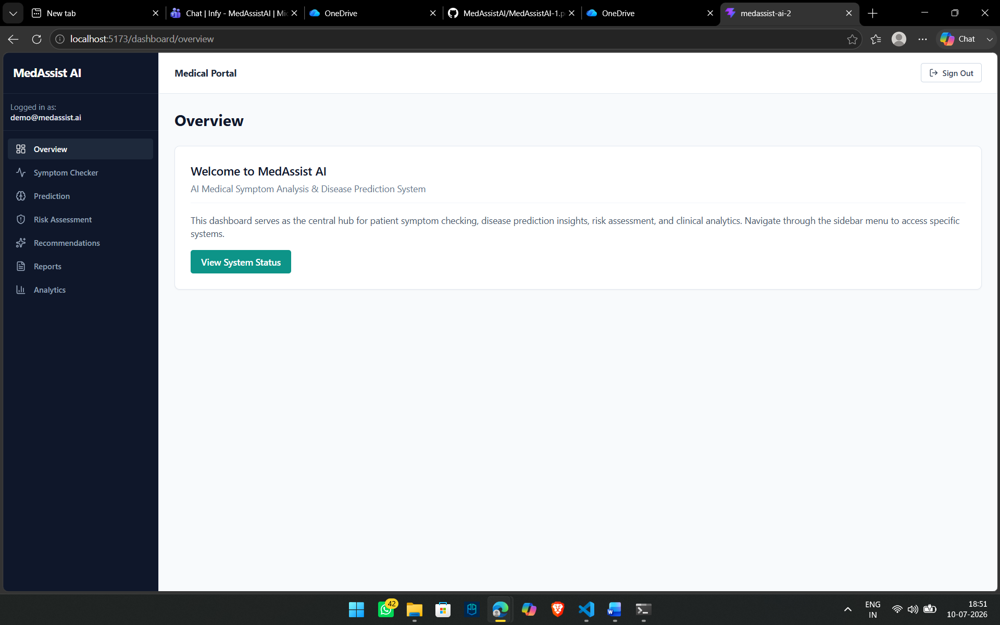 New tab
Chat | Infy - MedAssistAI | Mic
OneDrive
MedAssistAI/MedAssistAI-1.p
OneDrive
medassist-ai-2
localhost:5173/dashboard/overview
Chat
MedAssist AI
Logged in as:
demo@medassist.ai
Overview
Symptom Checker
Prediction
Risk Assessment
Recommendations
Reports
Analytics
Medical Portal
Sign Out
Overview
Welcome to MedAssist AI
AI Medical Symptom Analysis & Disease Prediction System
This dashboard serves as the central hub for patient symptom checking, disease prediction insights, risk assessment, and clinical analytics. Navigate through the sidebar menu to access specific
systems.
View System Status
42
ENG
IN
18:51
10-07-2026